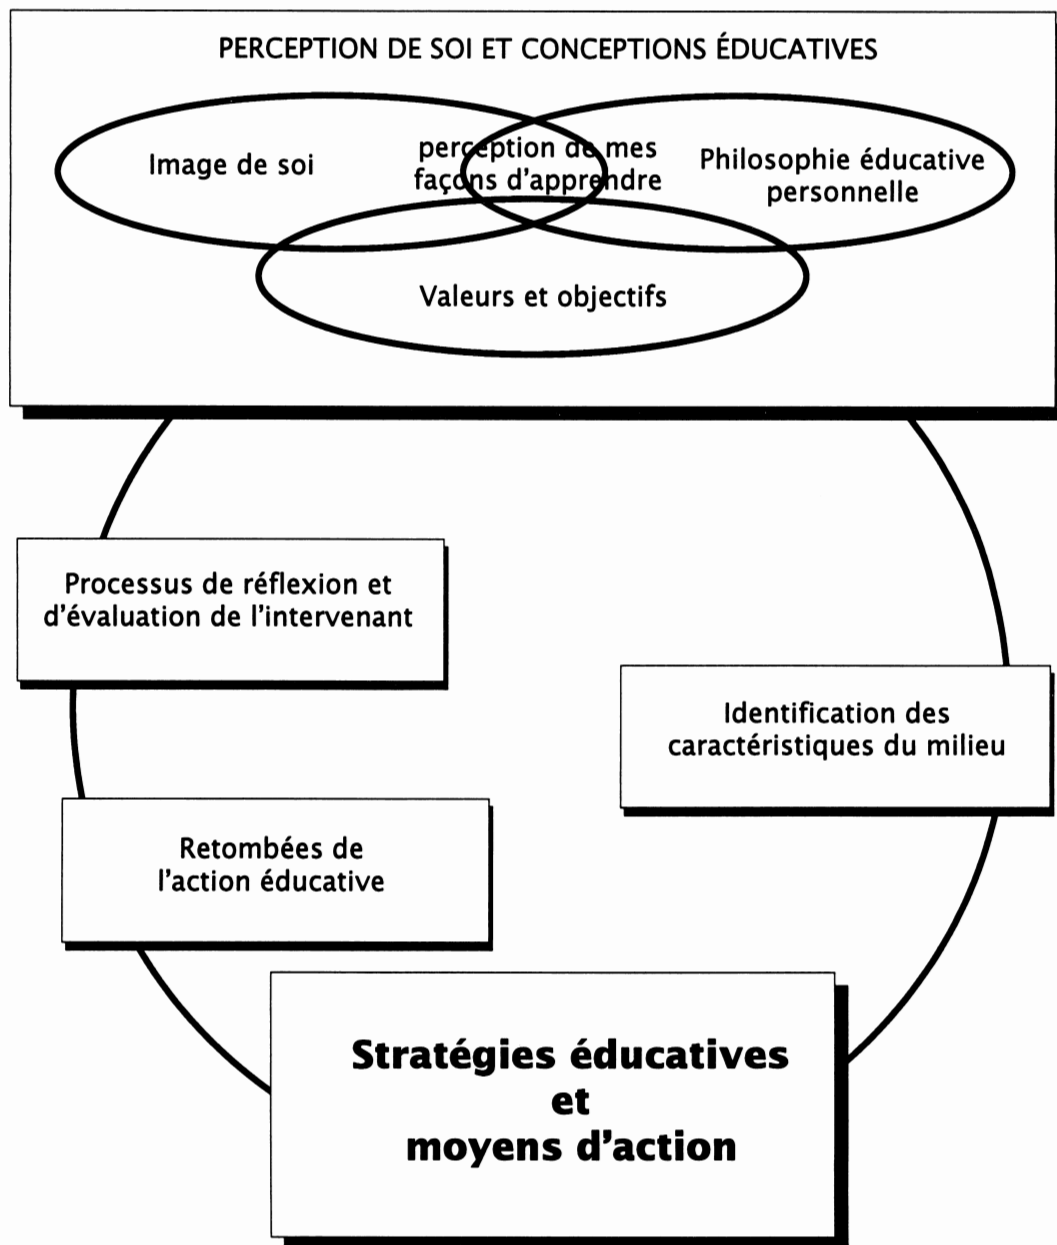 PERCEPTION DE SOI ET CONCEPTIONS ÉDUCATIVES
Image de soi
perception de mes
façons d'apprendre
Philosophie éducative
personnelle
Valeurs et objectifs
Processus de réflexion et
d'évaluation de l'intervenant
Identification des
caractéristiques du milieu
Retombées de
l'action éducative
Stratégies éducatives
et
moyens d'action